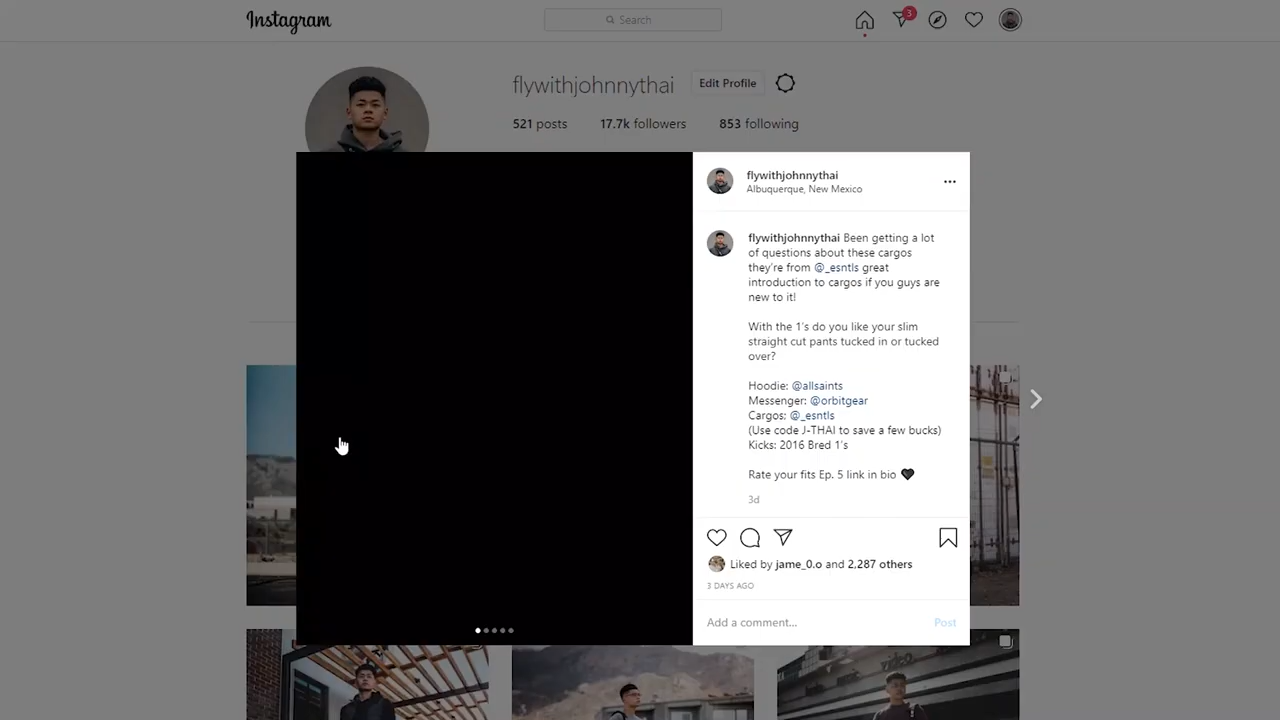 Instagram
Search
3
flywithjohnnythai
Edit Profile
521 posts
17.7k followers
853 following
flywithjohnnythai
Albuquerque, New Mexico
flywithjohnnythai Been getting a lot
of questions about these cargos
they're from @_esntls great
introduction to cargos if you guys are
new to it!
With the 1's do you like your slim
straight cut pants tucked in or tucked
over?
Hoodie: @allsaints
Messenger: @orbitgear
Cargos: @_esntls
(Use code J-THAI to save a few bucks)
Kicks: 2016 Bred 1's
Rate your fits Ep. 5 link in bio 🖤
3d
Liked by jame_0.o and 2,287 others
3 DAYS AGO
Add a comment...
Post